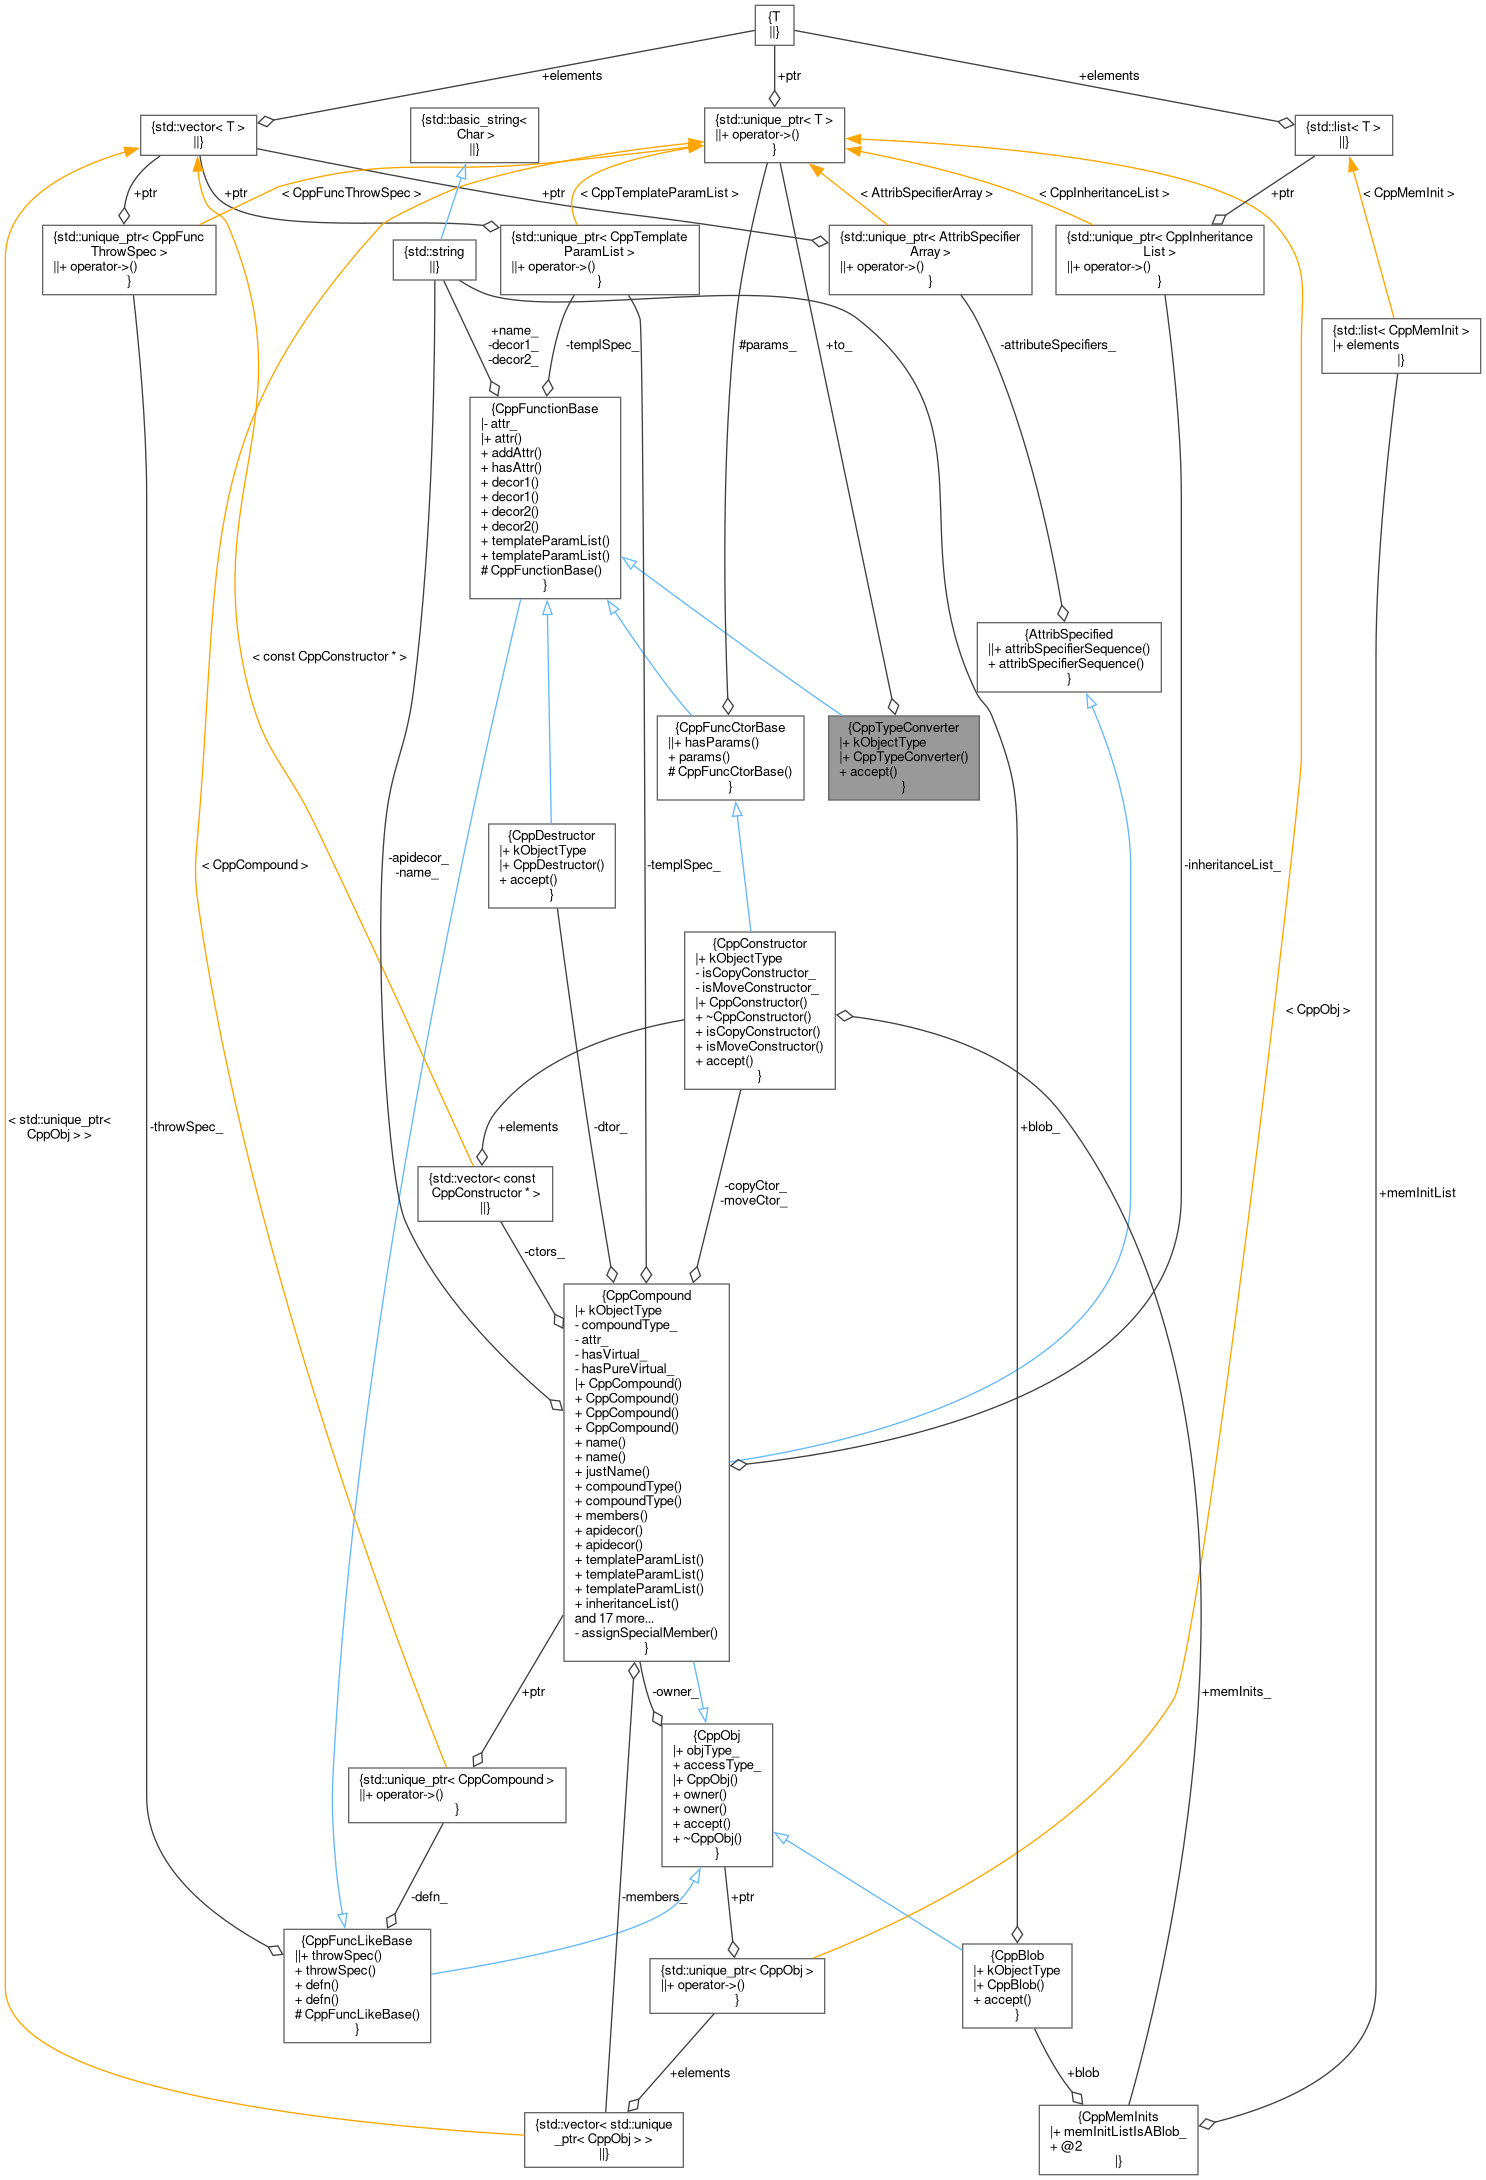 {T
||}
+elements
+ptr
+elements
{std::vector< T >
||}
{std::basic_string<
Char >
||}
{std::unique_ptr< T >
||+ operator->()
}
{std::list< T >
||}
+ptr
+ptr
< CppFuncThrowSpec >
+ptr
< CppTemplateParamList >
< AttribSpecifierArray >
< CppInheritanceList >
+ptr
< CppMemInit >
{std::unique_ptr< CppFunc
ThrowSpec >
||+ operator->()
}
{std::string
||}
{std::unique_ptr< CppTemplate
ParamList >
||+ operator->()
}
{std::unique_ptr< AttribSpecifier
Array >
||+ operator->()
}
{std::unique_ptr< CppInheritance
List >
||+ operator->()
}
{std::list< CppMemInit >
|+ elements
|}
+name_
-decor1_
-decor2_
-templSpec_
#params_
+to_
-attributeSpecifiers_
{CppFunctionBase
|- attr_
|+ attr()
+ addAttr()
+ hasAttr()
+ decor1()
+ decor1()
+ decor2()
+ decor2()
+ templateParamList()
+ templateParamList()
# CppFunctionBase()
}
{AttribSpecified
||+ attribSpecifierSequence()
+ attribSpecifierSequence()
}
< const CppConstructor * >
{CppFuncCtorBase
||+ hasParams()
+ params()
# CppFuncCtorBase()
}
{CppTypeConverter
|+ kObjectType
|+ CppTypeConverter()
+ accept()
}
{CppDestructor
|+ kObjectType
|+ CppDestructor()
+ accept()
}
< CppCompound >
-apidecor_
-name_
-templSpec_
-inheritanceList_
{CppConstructor
|+ kObjectType
- isCopyConstructor_
- isMoveConstructor_
|+ CppConstructor()
+ ~CppConstructor()
+ isCopyConstructor()
+ isMoveConstructor()
+ accept()
}
< CppObj >
< std::unique_ptr<
CppObj > >
-throwSpec_
+elements
-dtor_
+blob_
{std::vector< const
CppConstructor * >
||}
-copyCtor_
-moveCtor_
+memInitList
-ctors_
{CppCompound
|+ kObjectType
- compoundType_
- attr_
- hasVirtual_
- hasPureVirtual_
|+ CppCompound()
+ CppCompound()
+ CppCompound()
+ CppCompound()
+ name()
+ name()
+ justName()
+ compoundType()
+ compoundType()
+ members()
+ apidecor()
+ apidecor()
+ templateParamList()
+ templateParamList()
+ templateParamList()
+ inheritanceList()
and 17 more...
- assignSpecialMember()
}
+ptr
-owner_
+memInits_
{CppObj
|+ objType_
+ accessType_
|+ CppObj()
+ owner()
+ owner()
+ accept()
+ ~CppObj()
}
{std::unique_ptr< CppCompound >
||+ operator->()
}
-defn_
-members_
+ptr
{CppFuncLikeBase
||+ throwSpec()
+ throwSpec()
+ defn()
+ defn()
# CppFuncLikeBase()
}
{std::unique_ptr< CppObj >
||+ operator->()
}
{CppBlob
|+ kObjectType
|+ CppBlob()
+ accept()
}
+elements
+blob
{std::vector< std::unique
_ptr< CppObj > >
||}
{CppMemInits
|+ memInitListIsABlob_
+ @2
|}